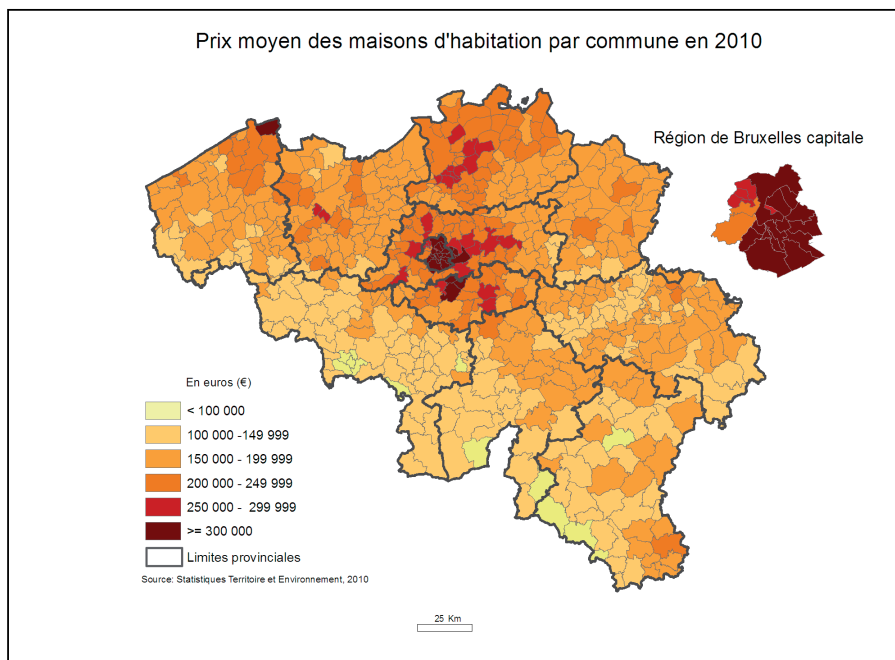 Prix moyen des maisons d'habitation par commune en 2010
Région de Bruxelles capitale
En euros (€)
< 100 000
100 000 -149 999
150 000 - 199 999
200 000 - 249 999
250 000 -  299 999
>= 300 000
Limites provinciales
Source: Statistiques Territoire et Environnement, 2010
25 Km